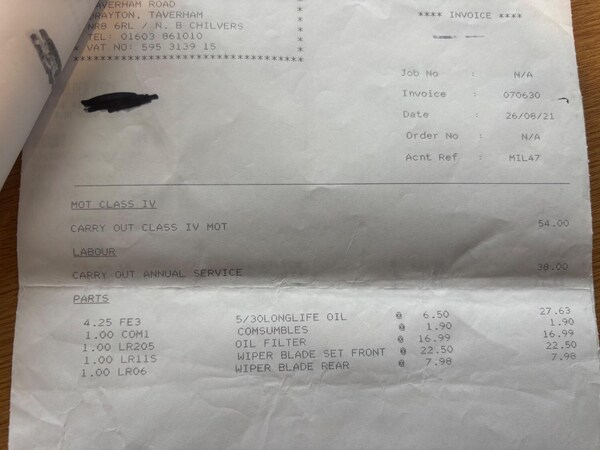 AVERHAM ROAD *
DRAYTON, TAVERHAM *
NR8 6RL / N. B CHILVERS *
TEL: 01603 861010 *
VAT NO: 595 3139 15 *
********************************
**** INVOICE ****
Job No : N/A
Invoice : 070630
Date : 26/08/21
Order No : N/A
Acnt Ref : MIL47
MOT CLASS IV
CARRY OUT CLASS IV MOT 54.00
LABOUR
CARRY OUT ANNUAL SERVICE 38.00
PARTS
4.25 FE3 5/30LONGLIFE OIL @ 6.50 27.63
1.00 COM1 COMSUMBLES @ 1.90 1.90
1.00 LR205 OIL FILTER @ 16.99 16.99
1.00 LR11S WIPER BLADE SET FRONT @ 22.50 22.50
1.00 LR06 WIPER BLADE REAR @ 7.98 7.98